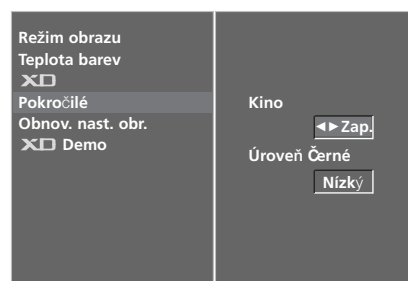 Režim obrazu
Teplota barev
XD
Pokročilé
Obnov. nast. obr.
XD Demo
Kino
◄► Zap.
Úroveň Černé
Nízký